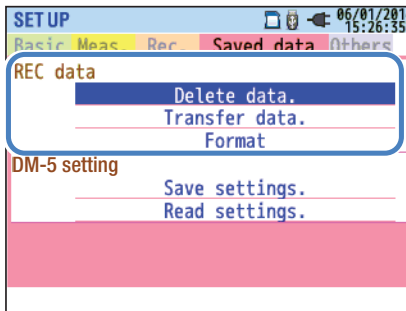 SET UP 06/01/201
15:26:35
Basic Meas. Rec. Saved data Others
REC data
Delete data.
Transfer data.
Format
DM-5 setting
Save settings.
Read settings.